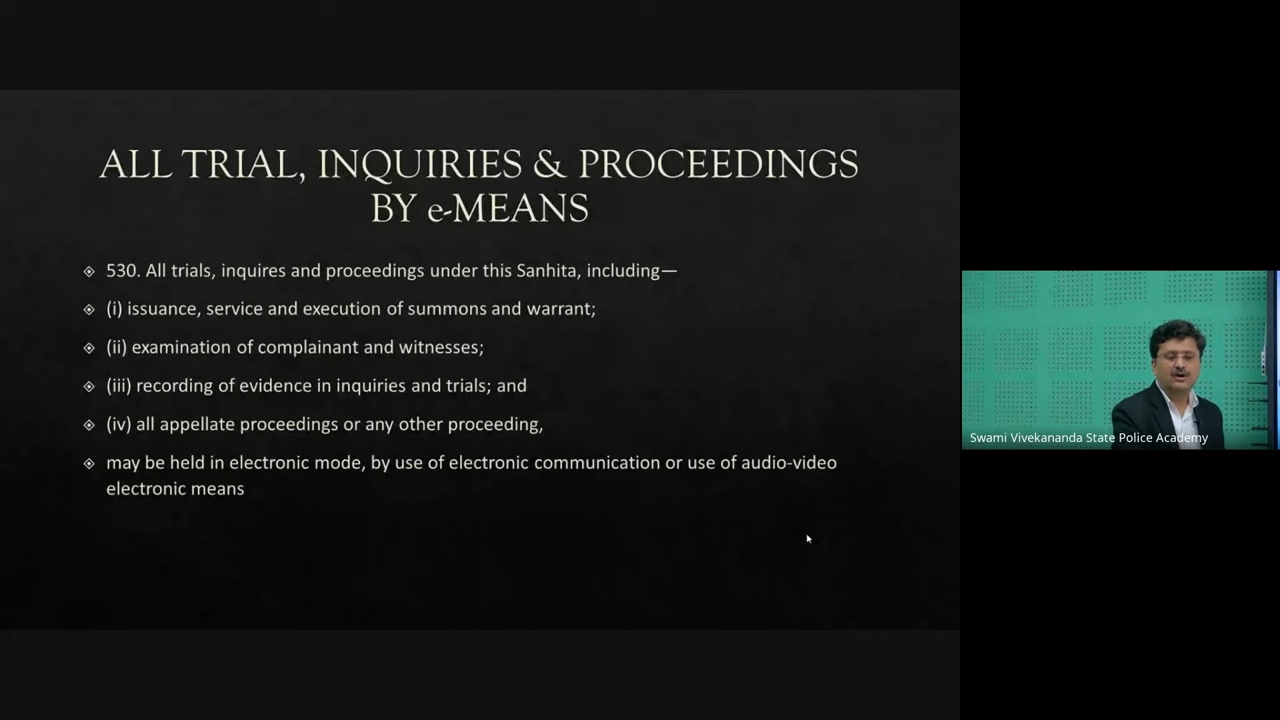 ALL TRIAL, INQUIRIES & PROCEEDINGS
BY e-MEANS
530. All trials, inquires and proceedings under this Sanhita, including—
(i) issuance, service and execution of summons and warrant;
(ii) examination of complainant and witnesses;
(iii) recording of evidence in inquiries and trials; and
(iv) all appellate proceedings or any other proceeding,
may be held in electronic mode, by use of electronic communication or use of audio-video
electronic means
Swami Vivekananda State Police Academy